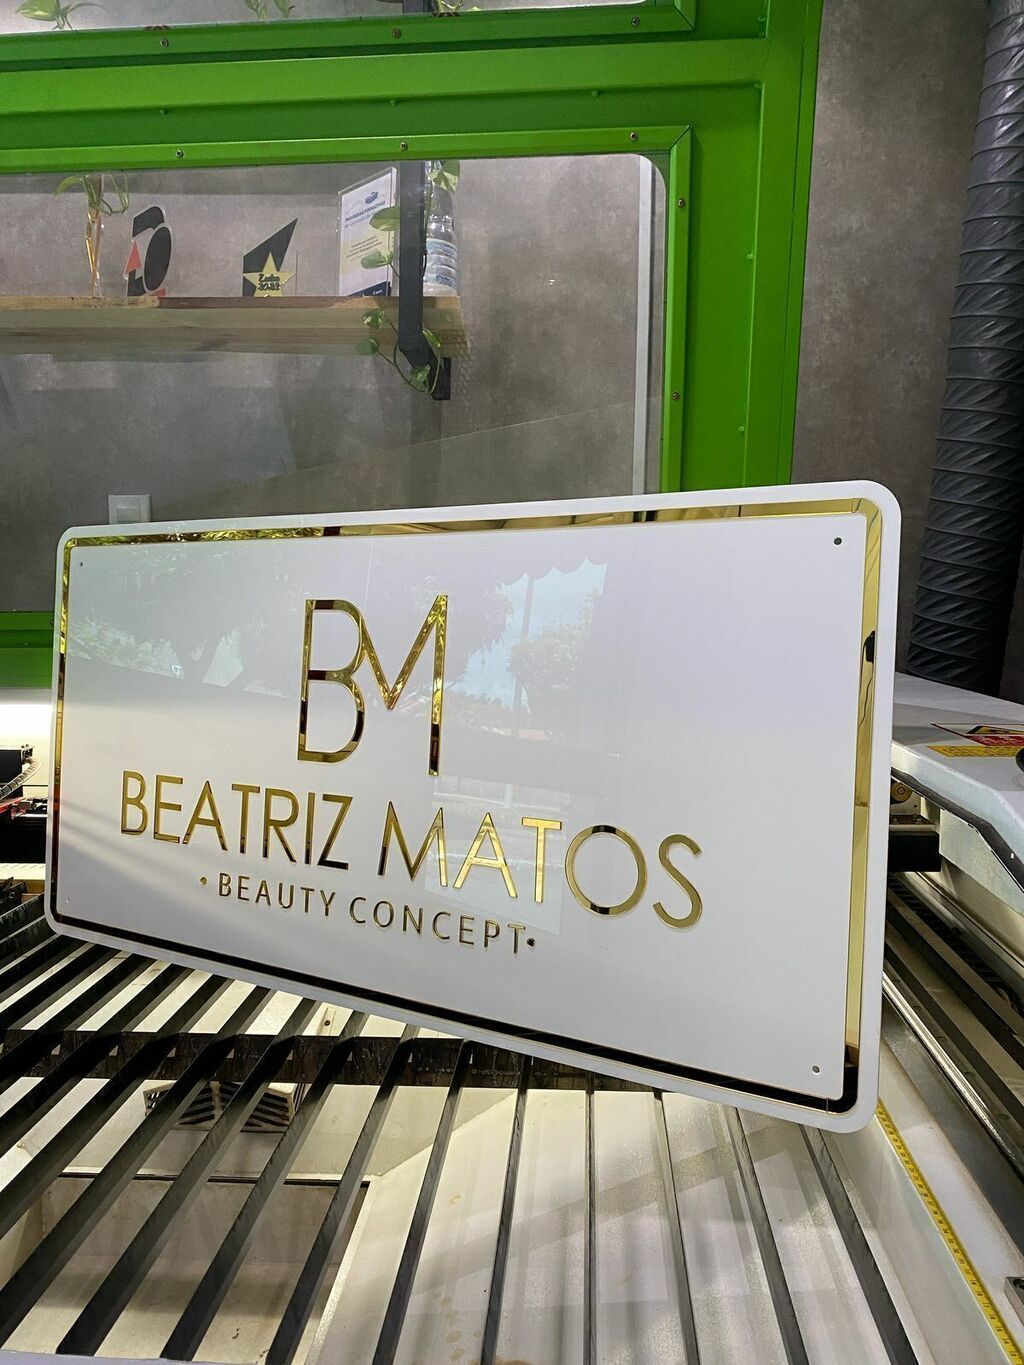 BM
BEATRIZ MATOS
• BEAUTY CONCEPT •